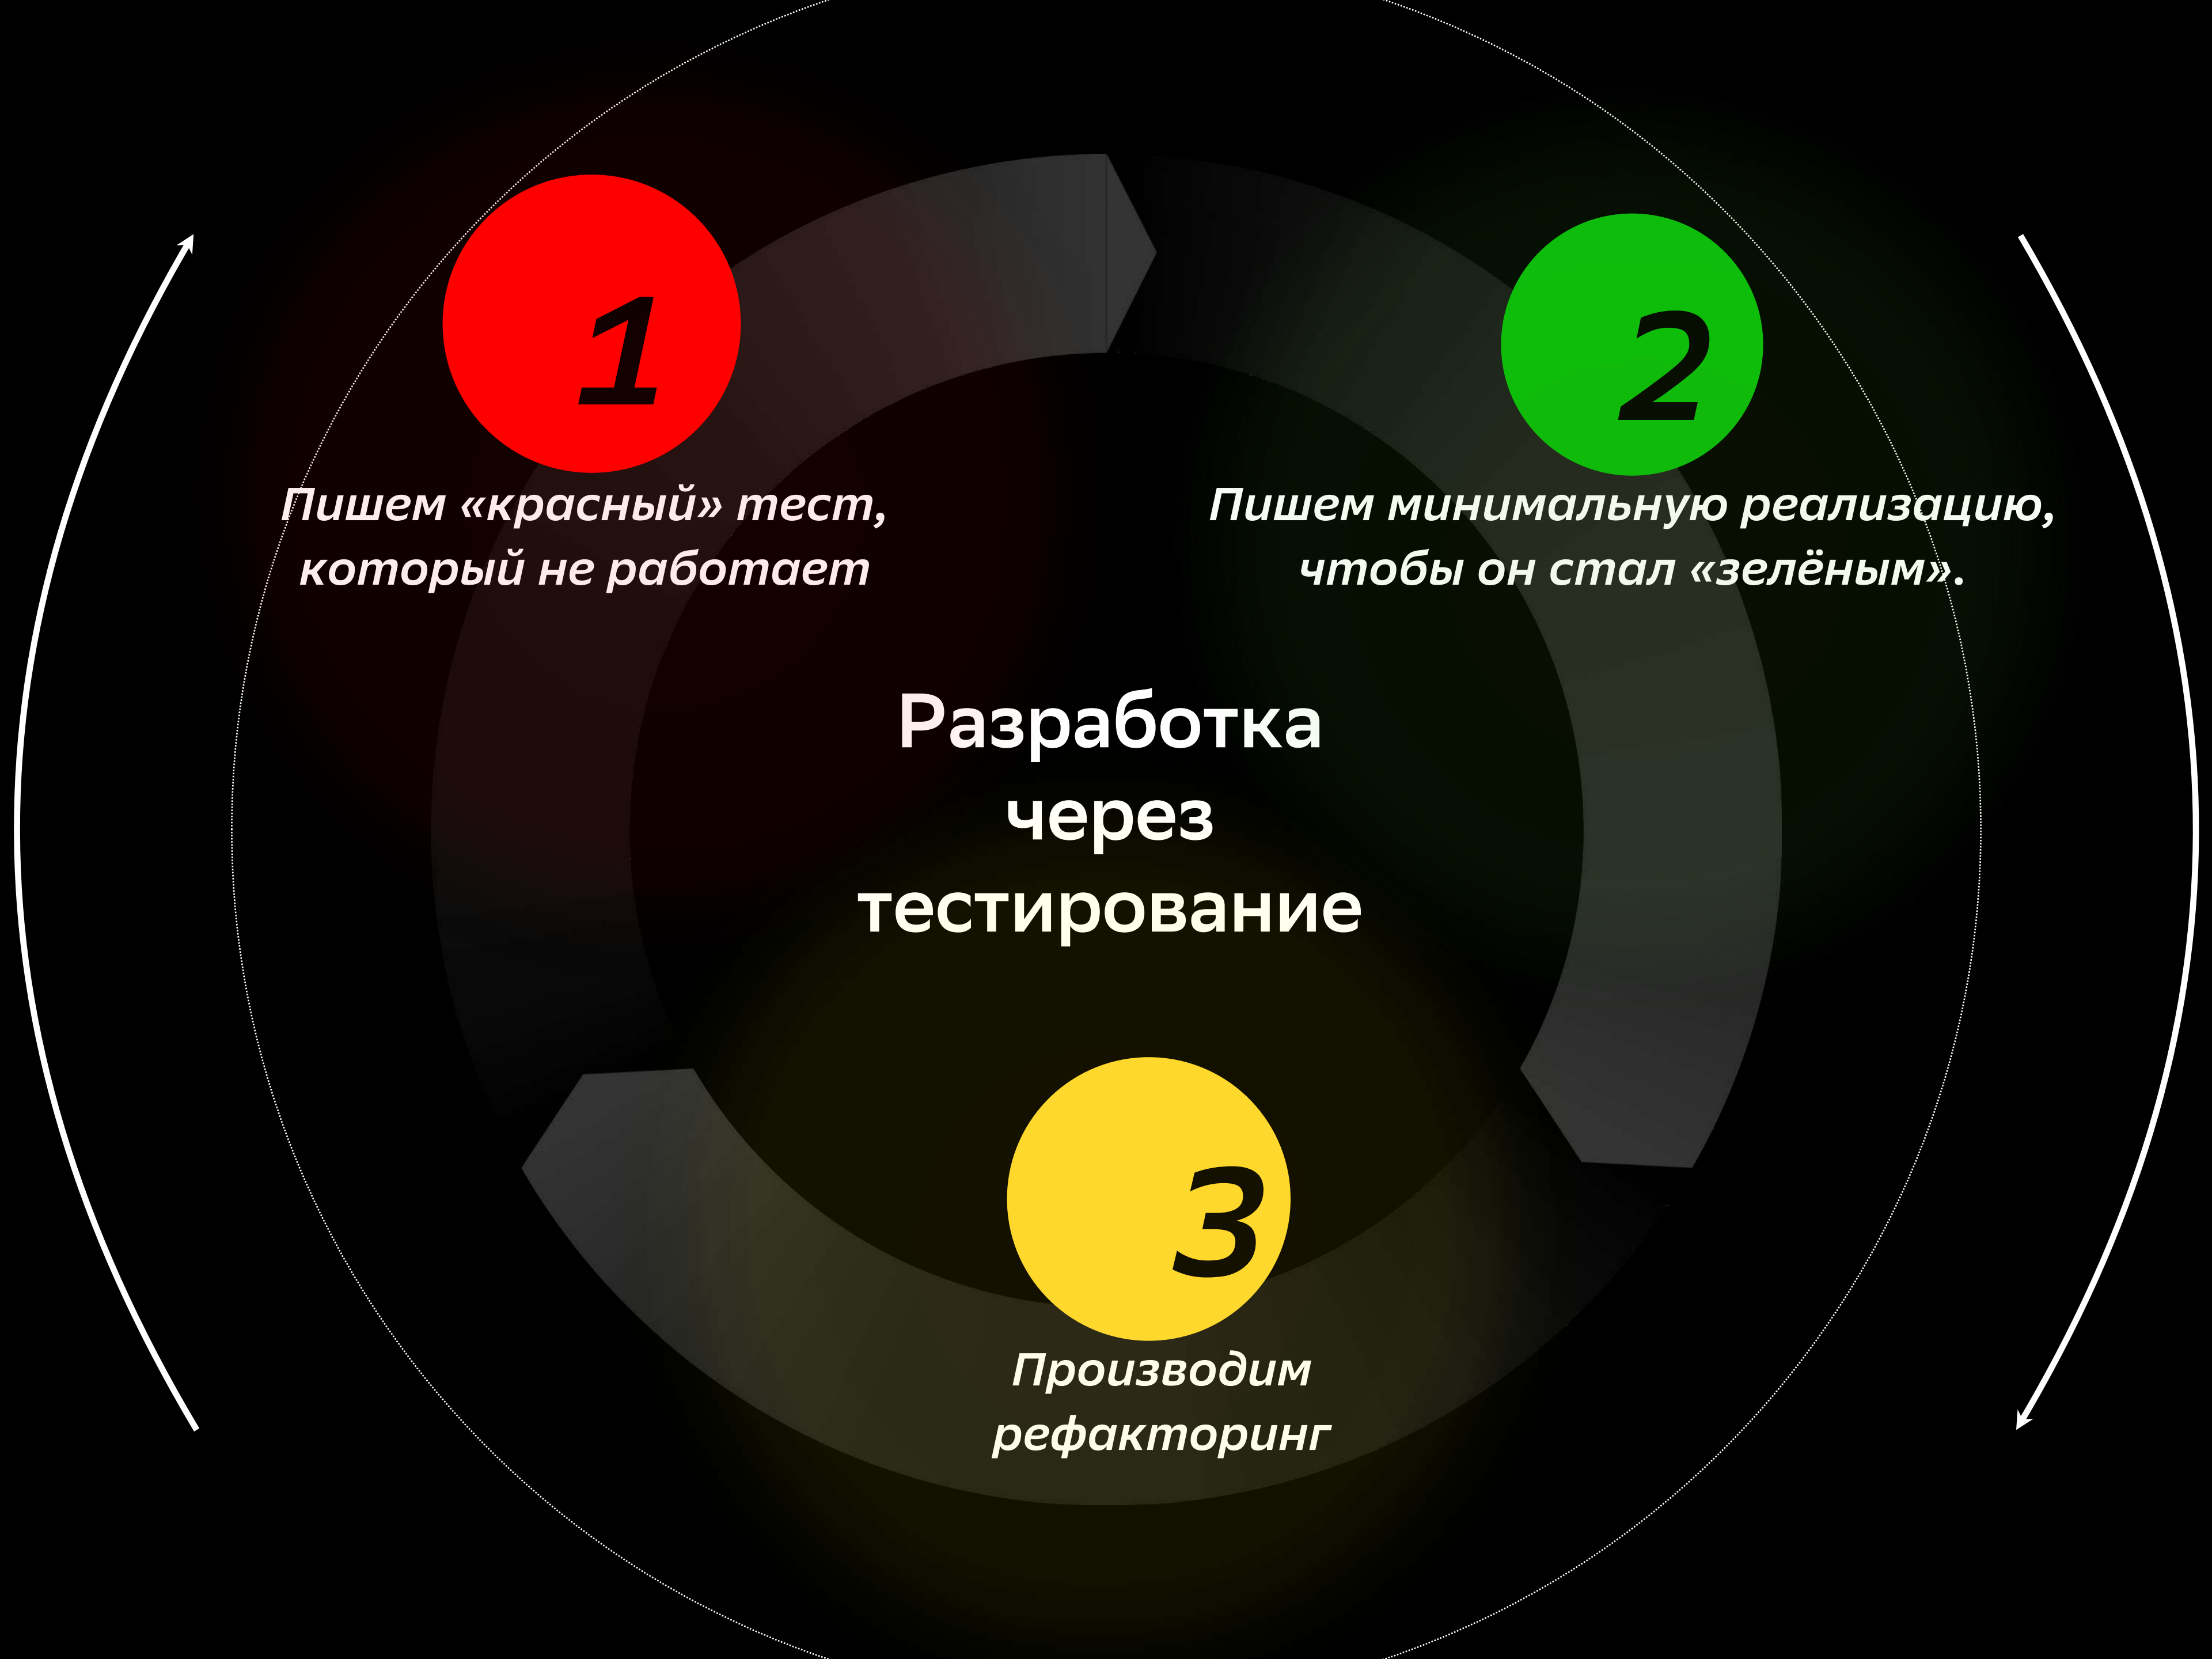 1
Пишем «красный» тест,
который не работает
2
Пишем минимальную реализацию,
чтобы он стал «зелёным».
Разработка
через
тестирование
3
Производим
рефакторинг